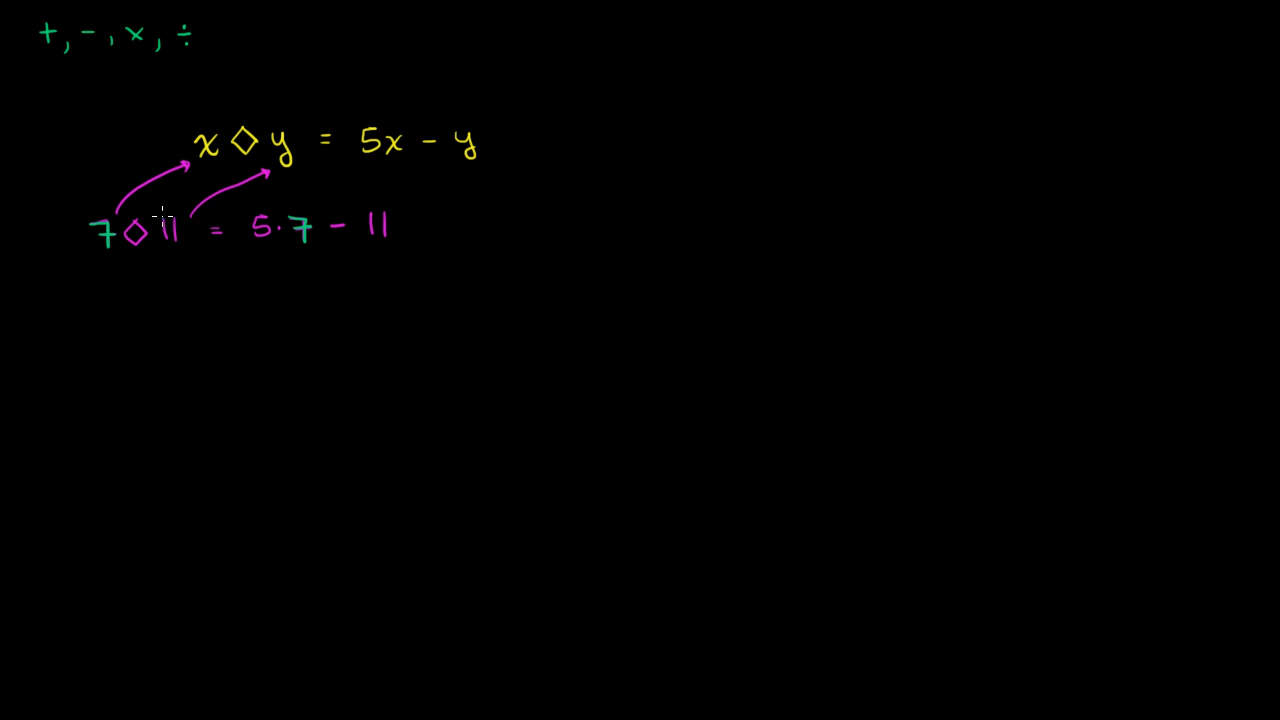 +, -, x, ÷
x ◇ y = 5x - y
7 ◇ 11 = 5·7 - 11